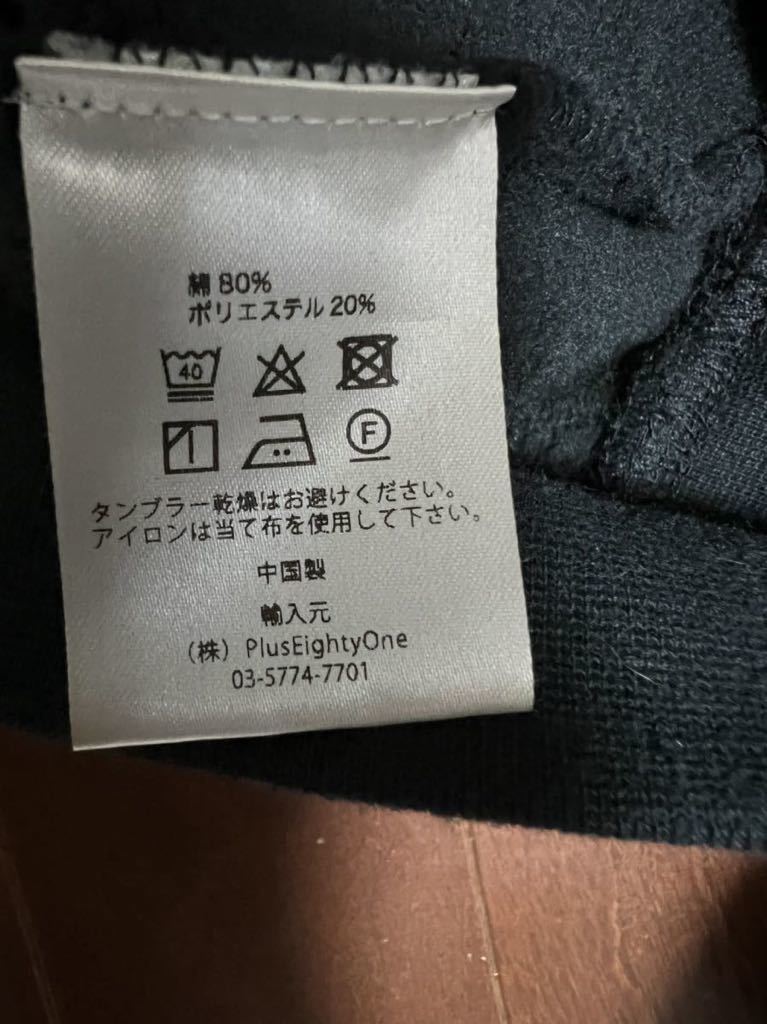 綿 80%
ポリエステル 20%
40
F
タンブラー乾燥はお避けください。
アイロンは当て布を使用して下さい。
中国製
輸入元
（株）PlusEightyOne
03-5774-7701